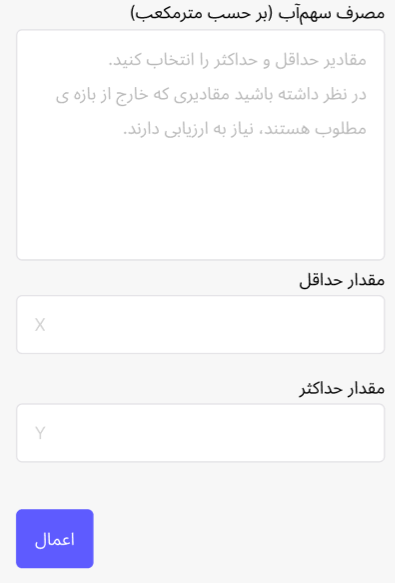 مصرف سهم‌آب (بر حسب مترمکعب)
مقادیر حداقل و حداکثر را انتخاب کنید.
در نظر داشته باشید مقادیری که خارج از بازه ی
مطلوب هستند، نیاز به ارزیابی دارند.
مقدار حداقل
X
مقدار حداکثر
Y
اعمال